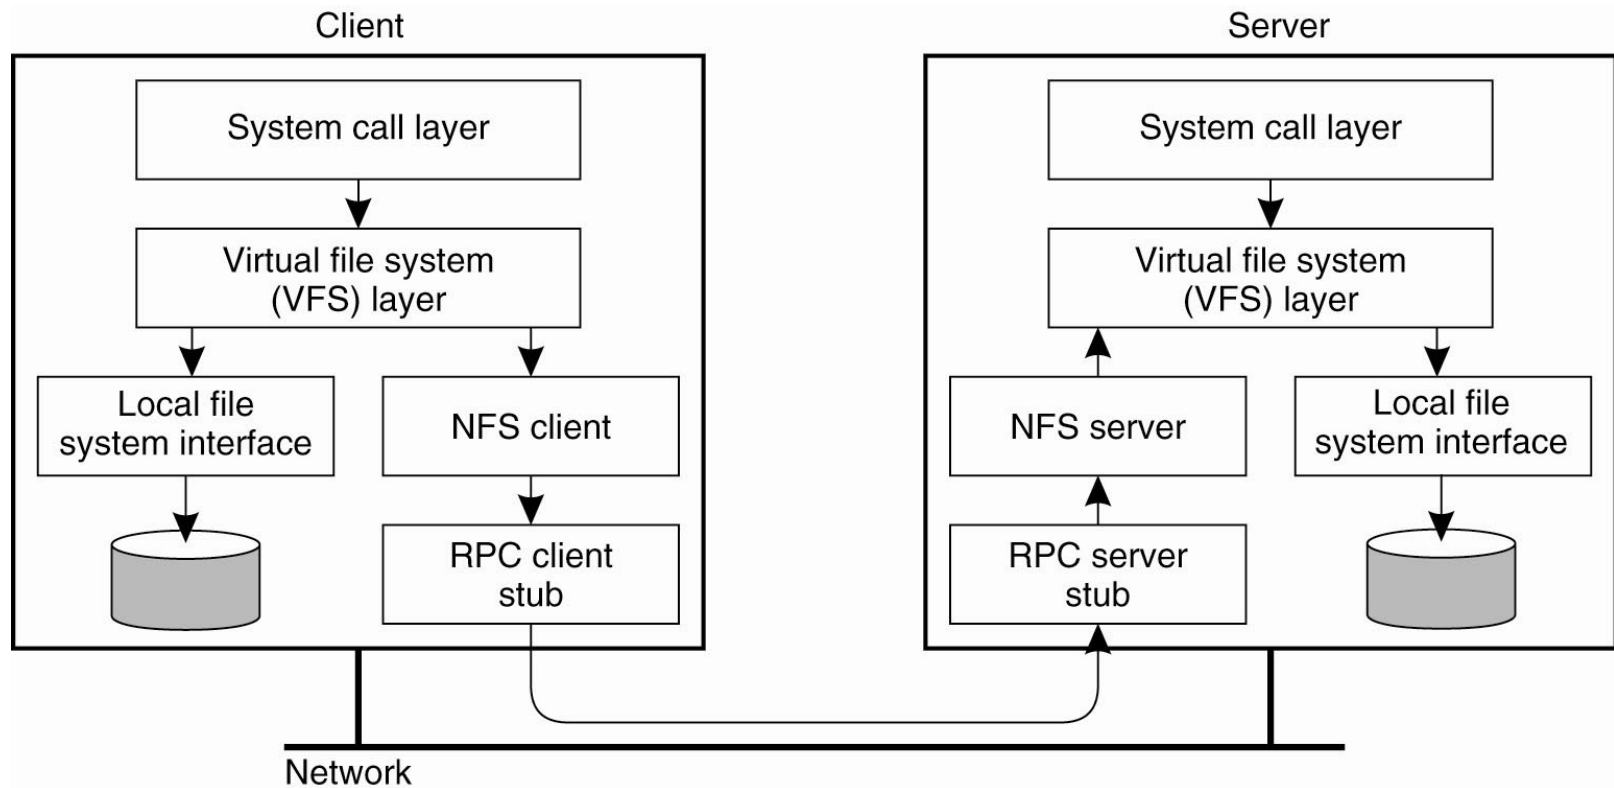 Client
System call layer
Virtual file system
(VFS) layer
Local file
system interface
NFS client
RPC client
stub
Server
System call layer
Virtual file system
(VFS) layer
NFS server
Local file
system interface
RPC server
stub
Network